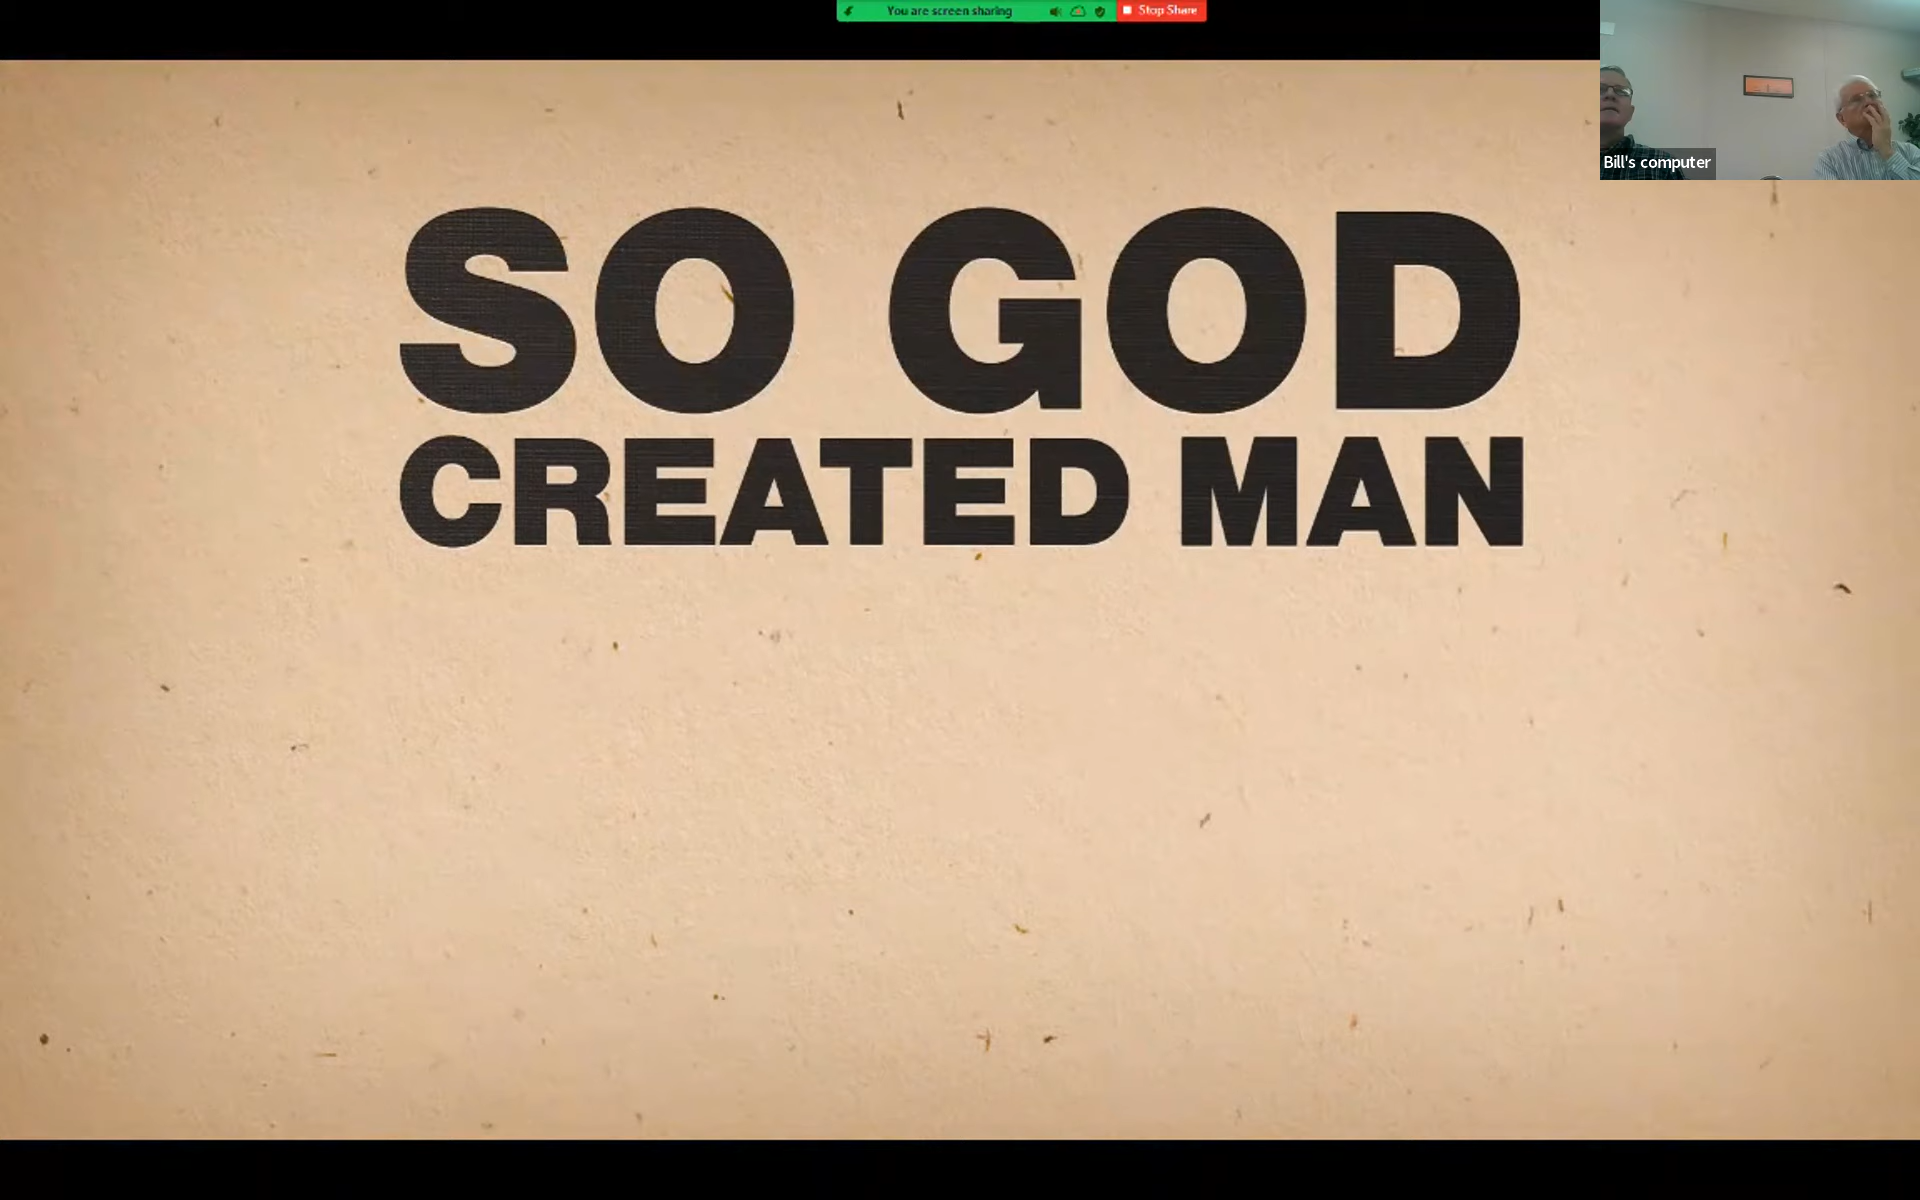 You are screen sharing
Stop Share
Bill's computer
SO GOD
CREATED MAN